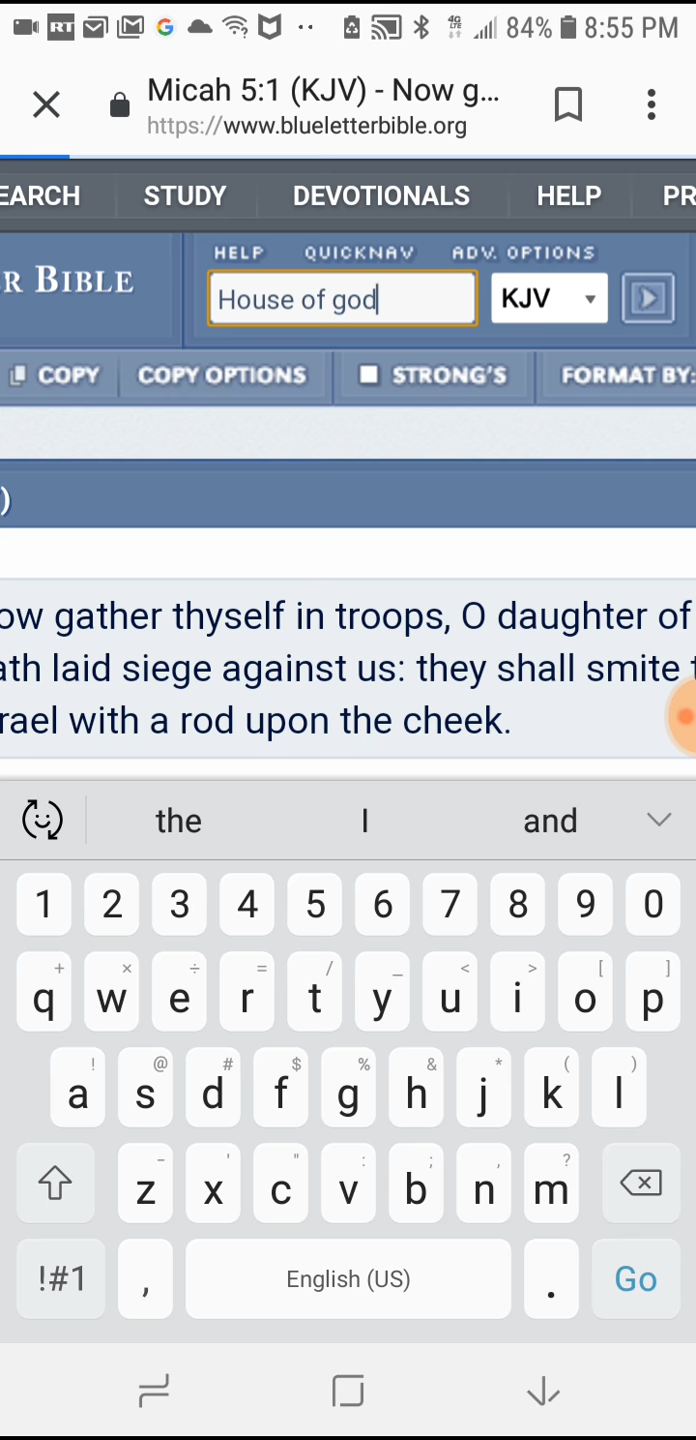 RT
4G
LTE
84%
8:55 PM
Micah 5:1 (KJV) - Now g...
https://www.blueletterbible.org
EARCH STUDY DEVOTIONALS HELP PR
R BIBLE
HELP QUICKNAV ADV. OPTIONS
House of god
KJV
COPY COPY OPTIONS STRONG'S FORMAT BY:
)
ow gather thyself in troops, O daughter of
ath laid siege against us: they shall smite t
rael with a rod upon the cheek.
the I and
1 2 3 4 5 6 7 8 9 0
+ × ÷ = / _ < > [ ]
q w e r t y u i o p
! @ # $ % & * ( )
a s d f g h j k l
- ' " : ; , ?
z x c v b n m
!#1 , English (US) . Go